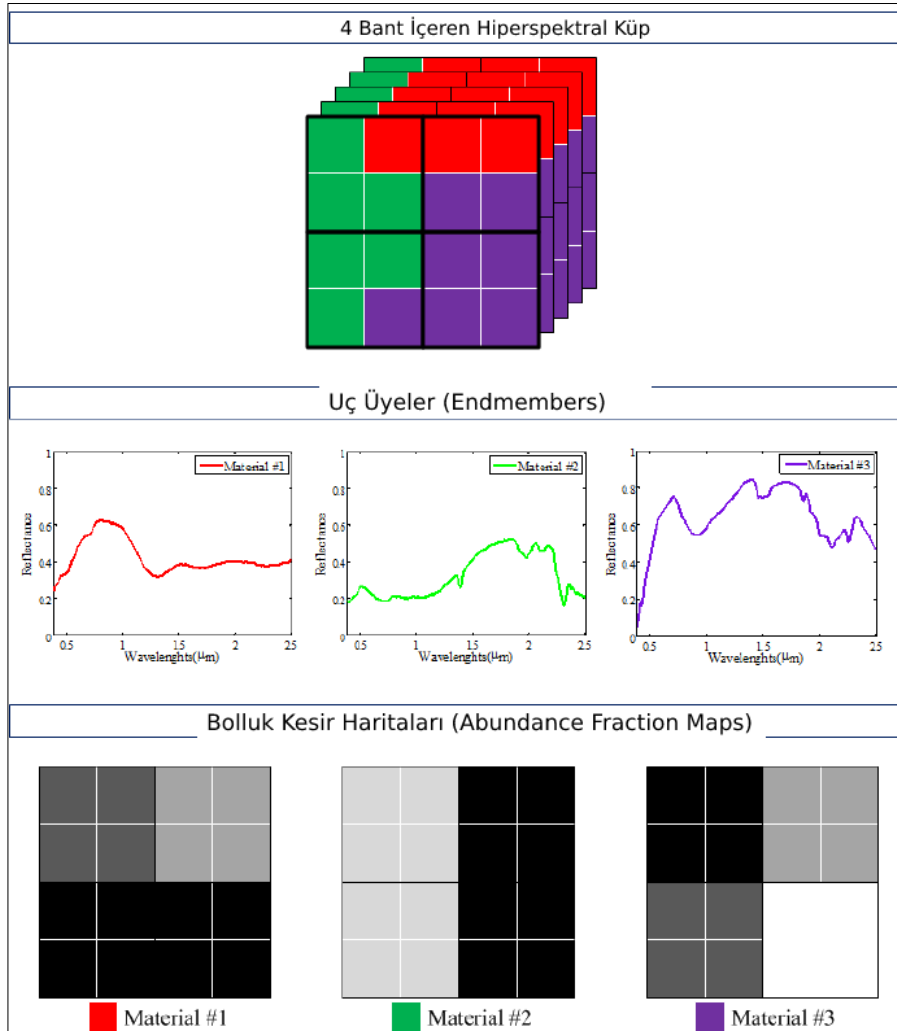 4 Bant İçeren Hiperspektral Küp
Uç Üyeler (Endmembers)
1
0.8
0.6
0.4
0.2
0
Reflectance
Material #1
0.5
1
1.5
2
2.5
Wavelenghts(μm)
1
0.8
0.6
0.4
0.2
0
Reflectance
Material #2
0.5
1
1.5
2
2.5
Wavelenghts(μm)
1
0.8
0.6
0.4
0.2
0
Reflectance
Material #3
0.5
1
1.5
2
25
Wavelenghts(μm)
Bolluk Kesir Haritaları (Abundance Fraction Maps)
Material #1
Material #2
Material #3